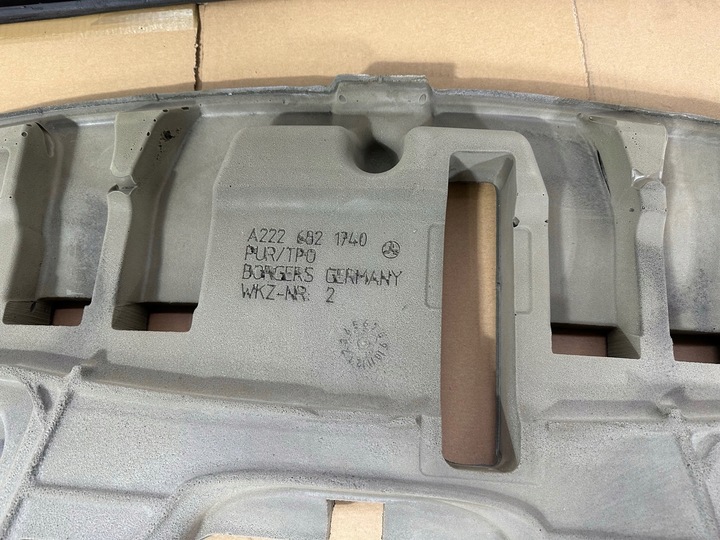 A222 682 1740
PUR/TPO
BORGERS GERMANY
WKZ-NR. 2